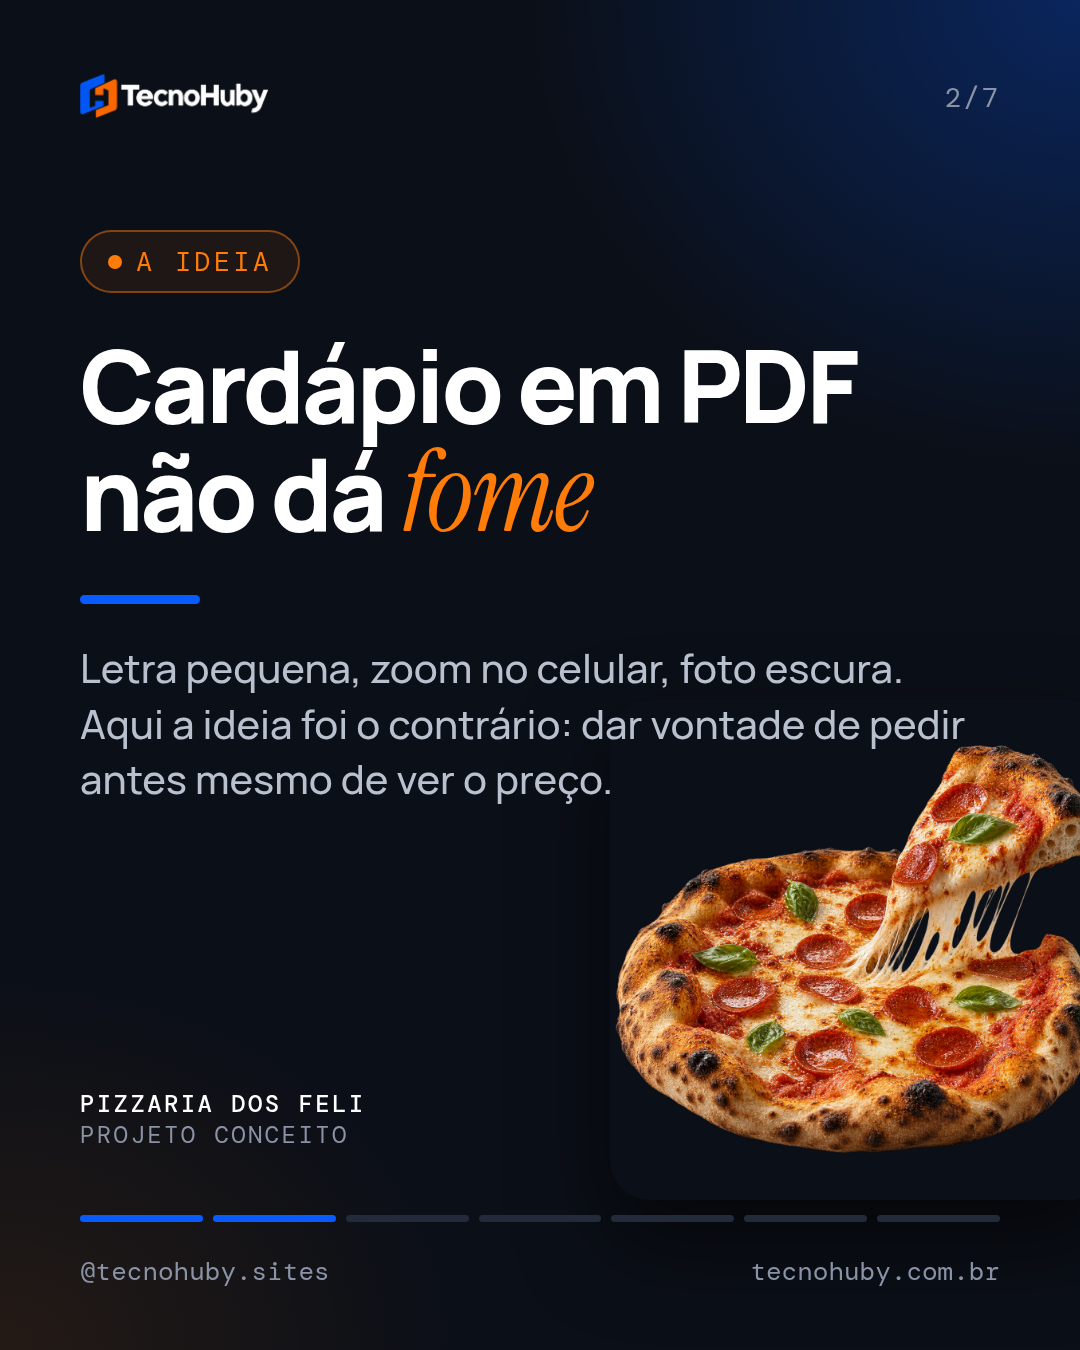 TecnoHuby
2/7
A IDEIA
Cardápio em PDF
não dá fome
Letra pequena, zoom no celular, foto escura.
Aqui a ideia foi o contrário: dar vontade de pedir
antes mesmo de ver o preço.
PIZZARIA DOS FELI
PROJETO CONCEITO
@tecnohuby.sites
tecnohuby.com.br